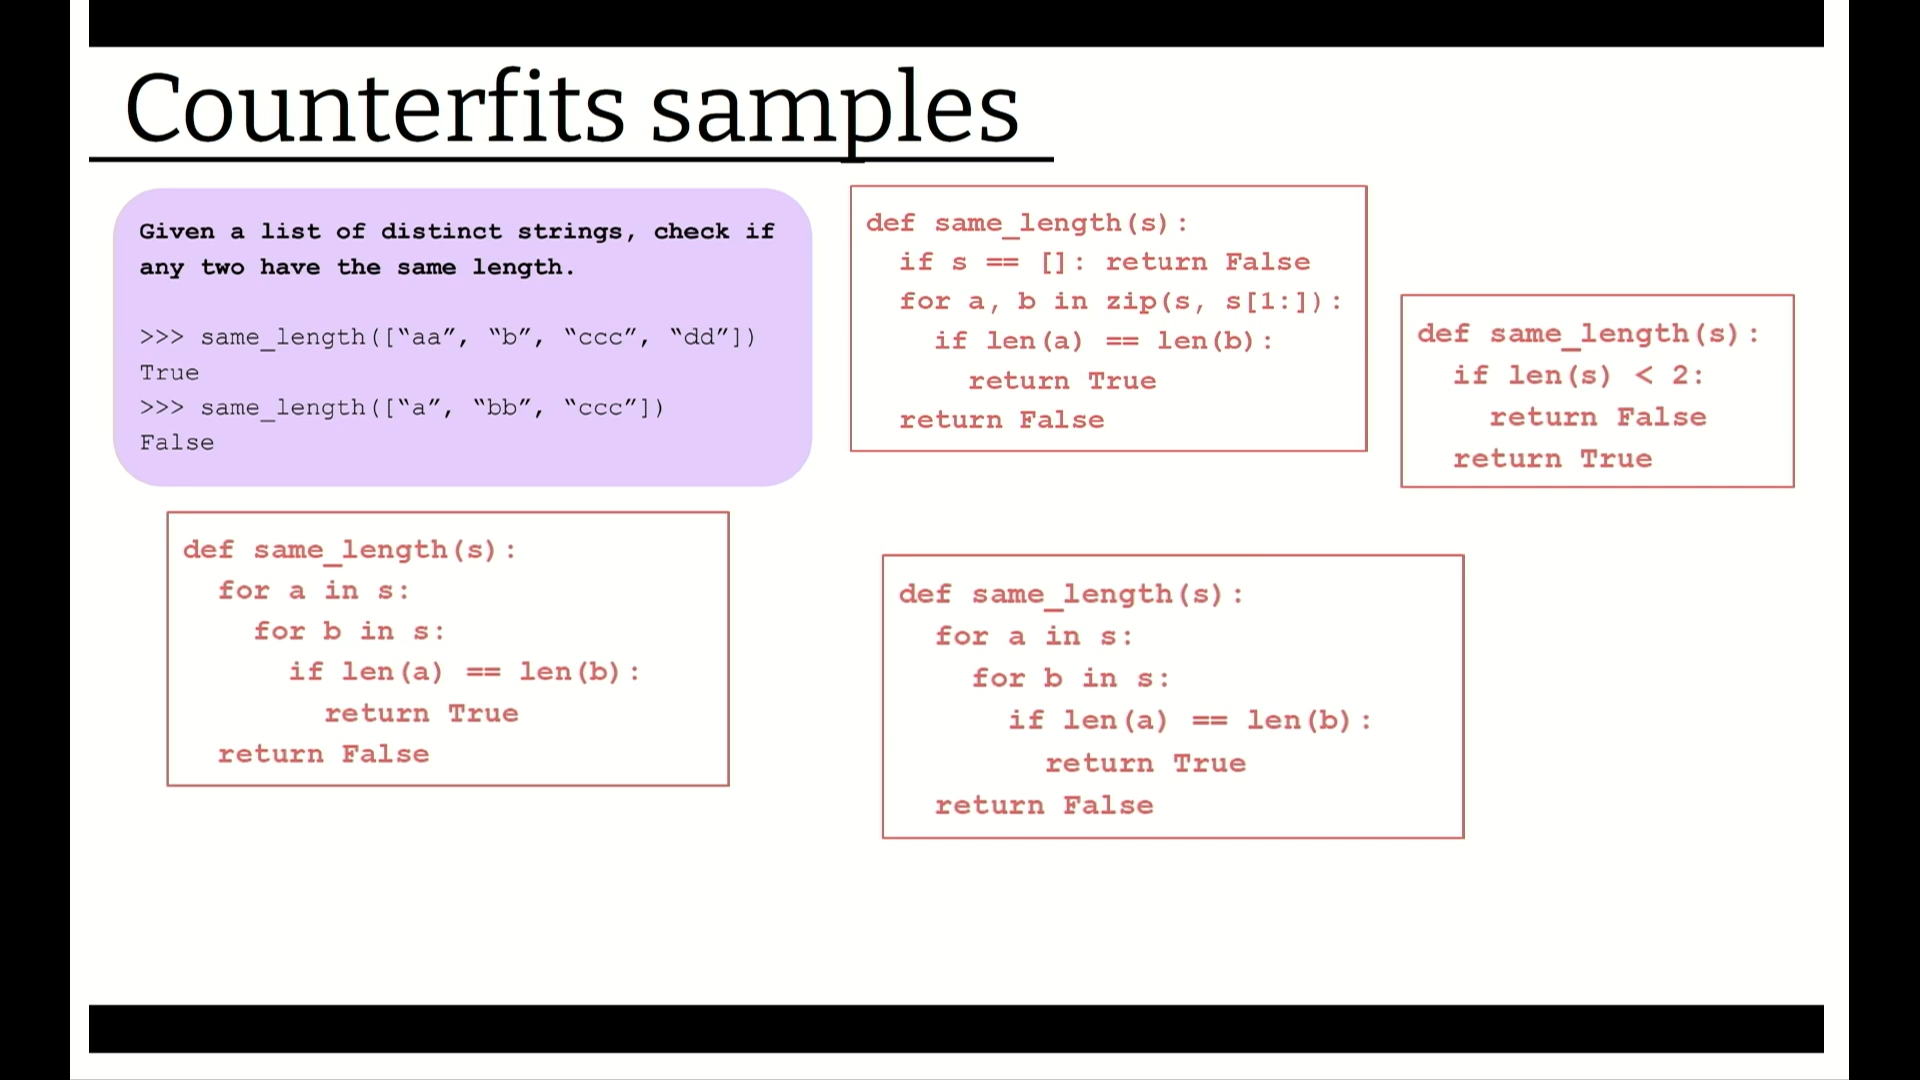 Counterfits samples
Given a list of distinct strings, check if
any two have the same length.
>>> same_length([“aa”, “b”, “ccc”, “dd”])
True
>>> same_length([“a”, “bb”, “ccc”])
False
def same_length(s):
  if s == []: return False
  for a, b in zip(s, s[1:]):
    if len(a) == len(b):
      return True
  return False
def same_length(s):
  if len(s) < 2:
    return False
  return True
def same_length(s):
  for a in s:
    for b in s:
      if len(a) == len(b):
        return True
  return False
def same_length(s):
  for a in s:
    for b in s:
      if len(a) == len(b):
        return True
  return False